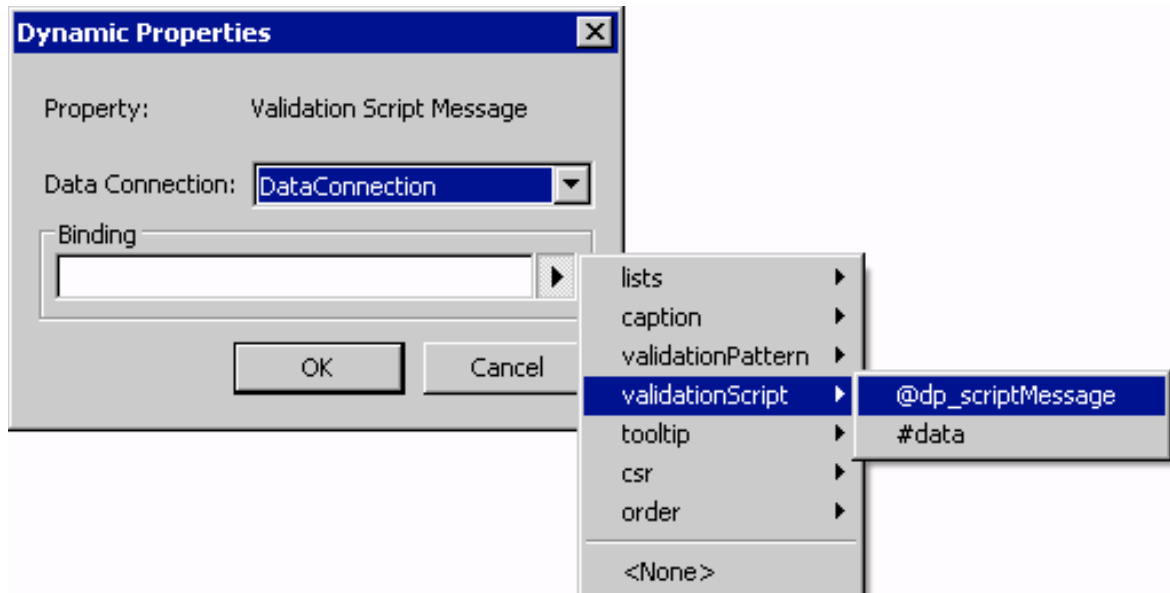 Dynamic Properties
Property: Validation Script Message
Data Connection: DataConnection
Binding
lists
caption
validationPattern
validationScript
@dp_scriptMessage
#data
tooltip
csr
order
<None>
OK
Cancel